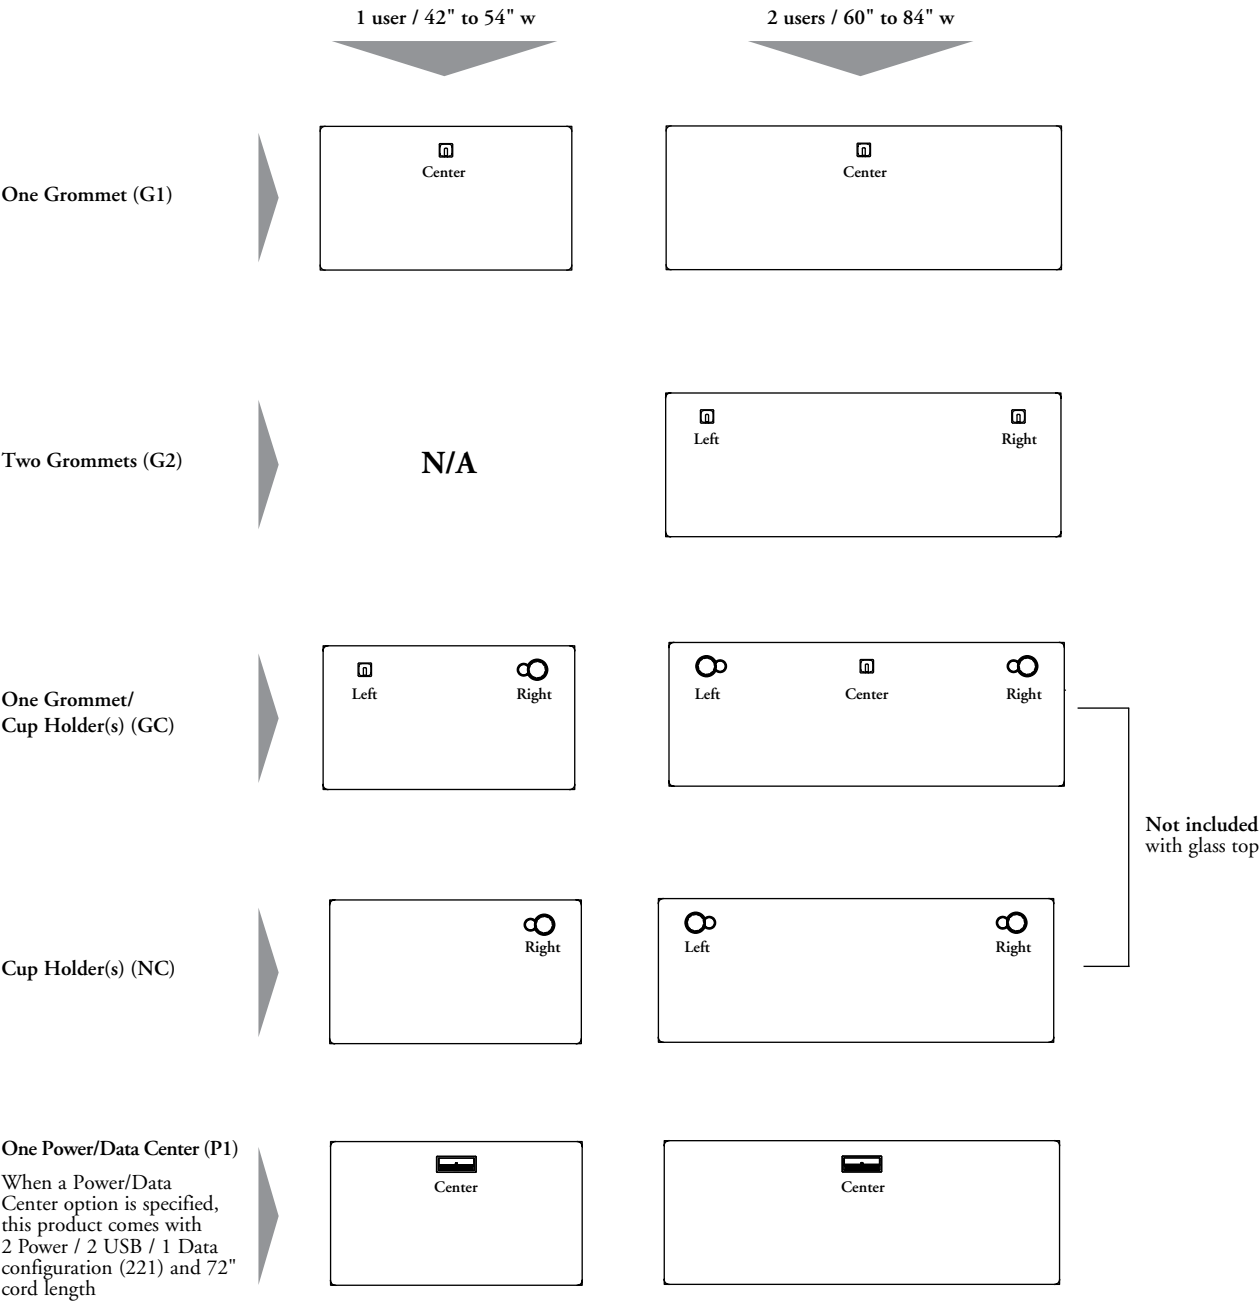 1 user / 42" to 54" w
2 users / 60" to 84" w
One Grommet (G1)
Center
Center
Two Grommets (G2)
N/A
Left
Right
One Grommet/
Cup Holder(s) (GC)
Left
Right
Left
Center
Right
Not included
with glass top
Cup Holder(s) (NC)
Right
Left
Right
One Power/Data Center (P1)
When a Power/Data
Center option is specified,
this product comes with
2 Power / 2 USB / 1 Data
configuration (221) and 72"
cord length
Center
Center